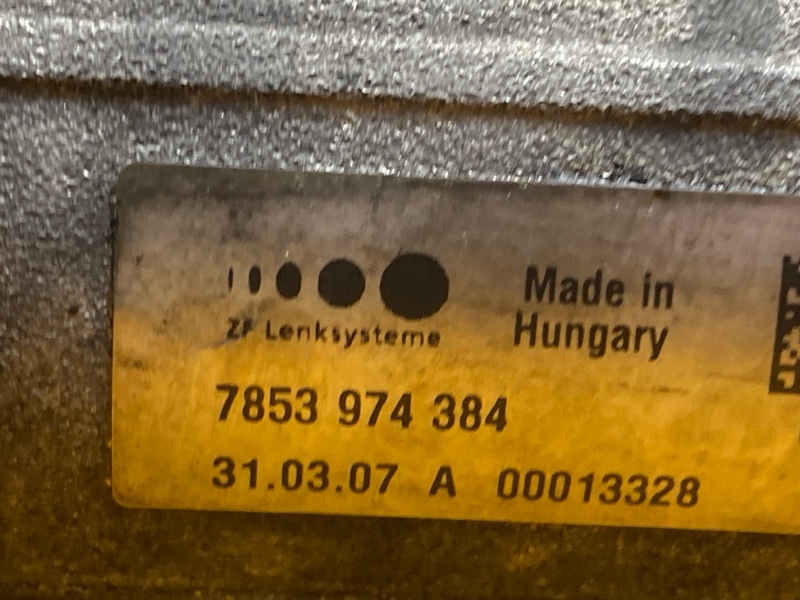 ZF Lenksysteme
Made in
Hungary
7853 974 384
31.03.07 A 00013328